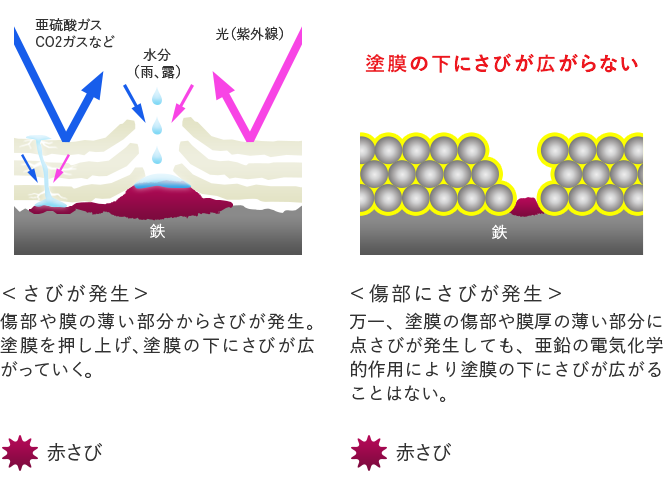 亜硫酸ガス
CO2ガスなど
水分
（雨、露）
光（紫外線）
鉄
＜さびが発生＞
傷部や膜の薄い部分からさびが発生。
塗膜を押し上げ、塗膜の下にさびが広
がっていく。
赤さび
塗膜の下にさびが広がらない
鉄
＜傷部にさびが発生＞
万一、塗膜の傷部や膜厚の薄い部分に
点さびが発生しても、亜鉛の電気化学
的作用により塗膜の下にさびが広がる
ことはない。
赤さび